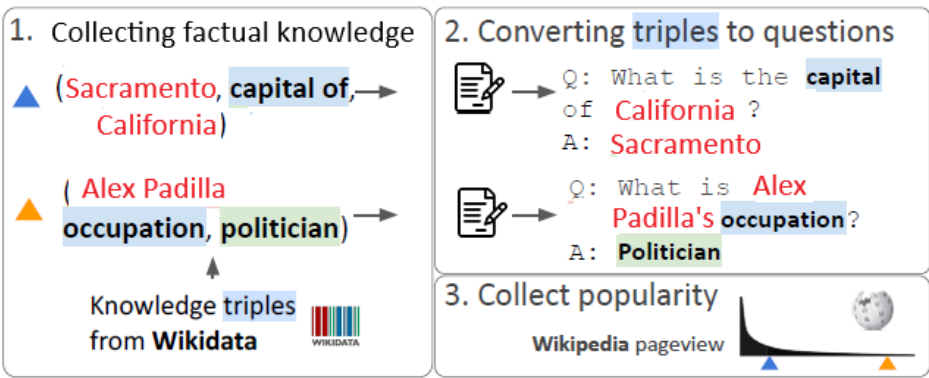 1. Collecting factual knowledge
(Sacramento, capital of,
California)
( Alex Padilla
occupation, politician)
Knowledge triples
from Wikidata
WIKIDATA
2. Converting triples to questions
Q: What is the capital
of California ?
A: Sacramento
Q: What is Alex
Padilla's occupation?
A: Politician
3. Collect popularity
Wikipedia pageview